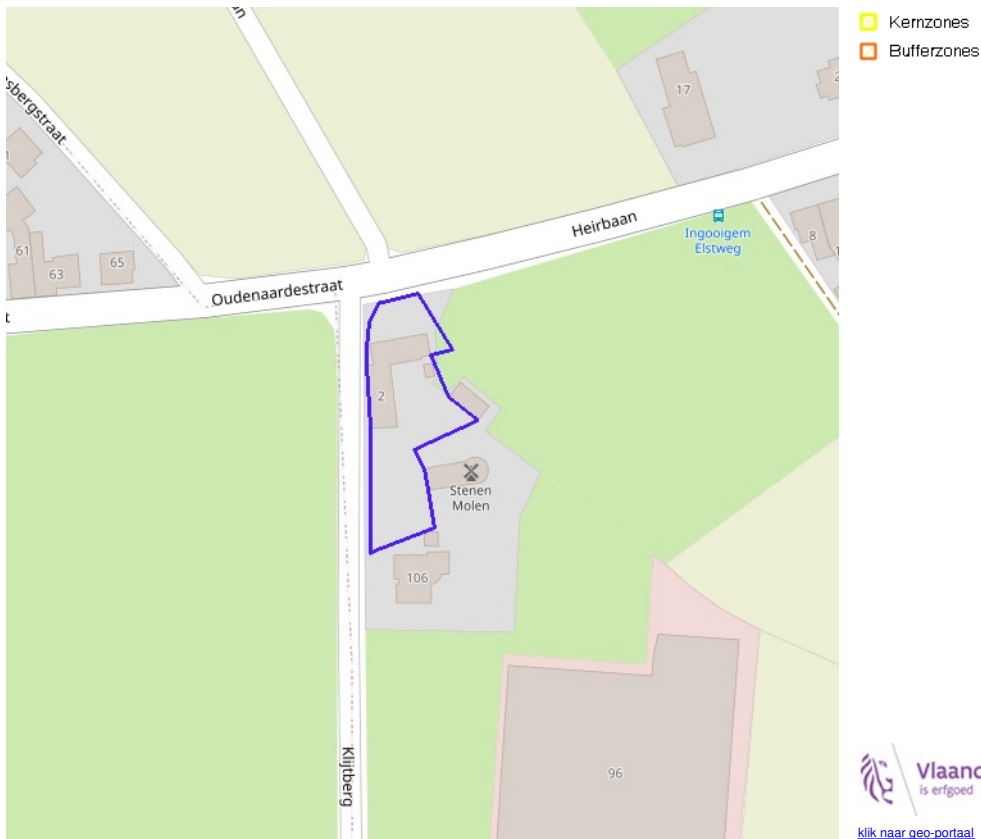 Kernzones
Bufferzones
17
Heirbaan
Ingooigem
Elstweg
8
61
63
65
Oudenaardestraat
2
Stenen
Molen
106
Klijtberg
96
is erfgoed
klik naar geo-portaal